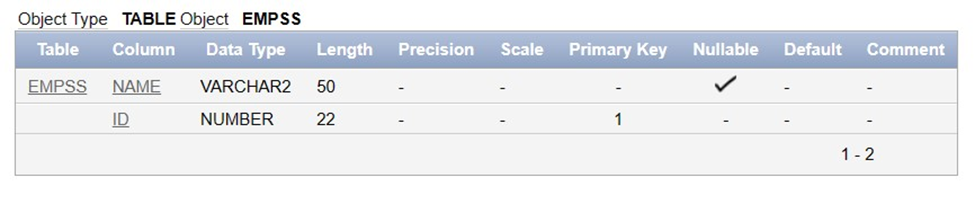 Object Type TABLE Object EMPSS
Table Column Data Type Length Precision Scale Primary Key Nullable Default Comment
EMPSS NAME VARCHAR2 50 - - - ✓ - -
ID NUMBER 22 - - 1 - - -
1 - 2